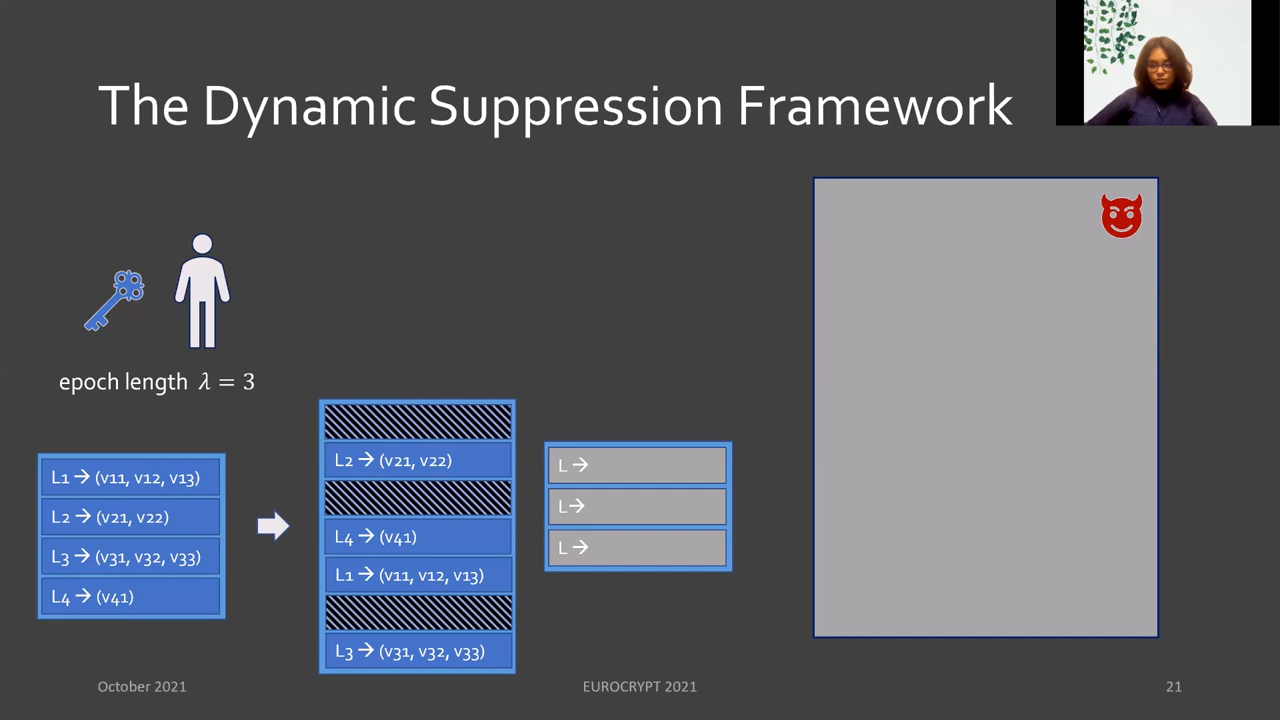 The Dynamic Suppression Framework
epoch length λ = 3
L1 → (v11, v12, v13)
L2 → (v21, v22)
L3 → (v31, v32, v33)
L4 → (v41)
L2 → (v21, v22)
L4 → (v41)
L1 → (v11, v12, v13)
L3 → (v31, v32, v33)
L →
L→
L →
October 2021
EUROCRYPT 2021
21